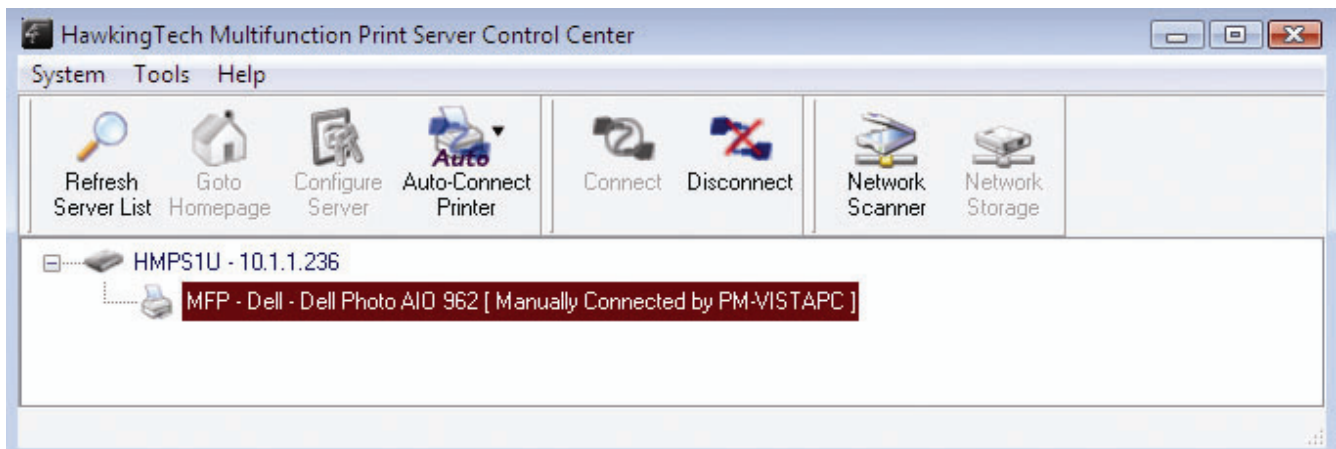 HawkingTech Multifunction Print Server Control Center
System Tools Help
Auto
Refresh Server List
Goto Homepage
Configure Server
Auto-Connect Printer
Connect
Disconnect
Network Scanner
Network Storage
HMPS1U - 10.1.1.236
MFP - Dell - Dell Photo AIO 962 [ Manually Connected by PM-VISTAPC ]